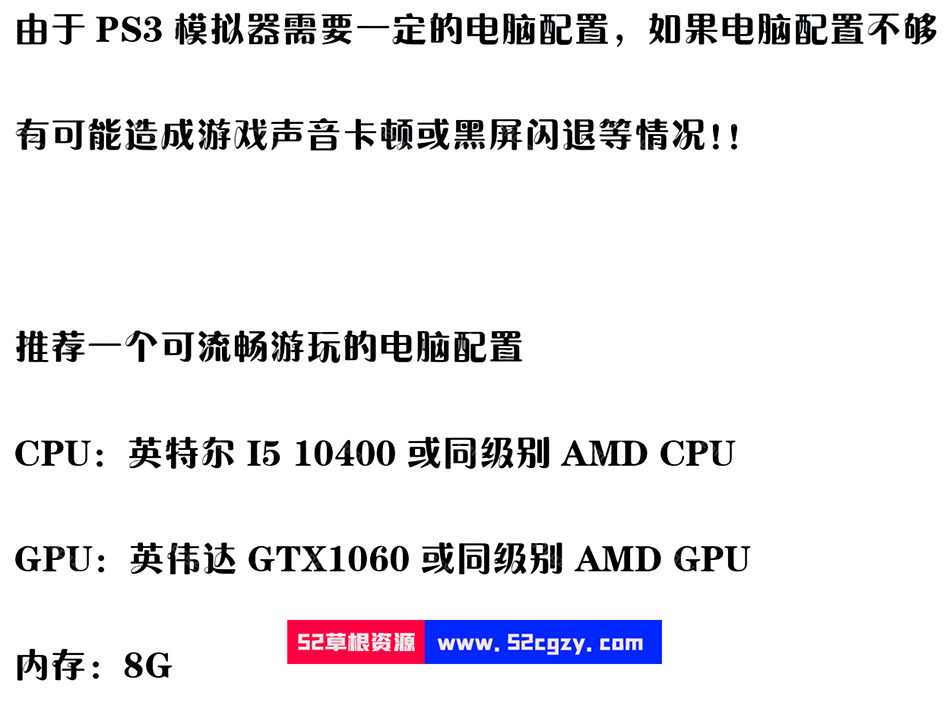 由于 PS3 模拟器需要一定的电脑配置，如果电脑配置不够
有可能造成游戏声音卡顿或黑屏闪退等情况！！
推荐一个可流畅游玩的电脑配置
CPU：英特尔 I5 10400 或同级别 AMD CPU
GPU：英伟达 GTX1060 或同级别 AMD GPU
内存：8G
52草根资源 www.52cgzy.com